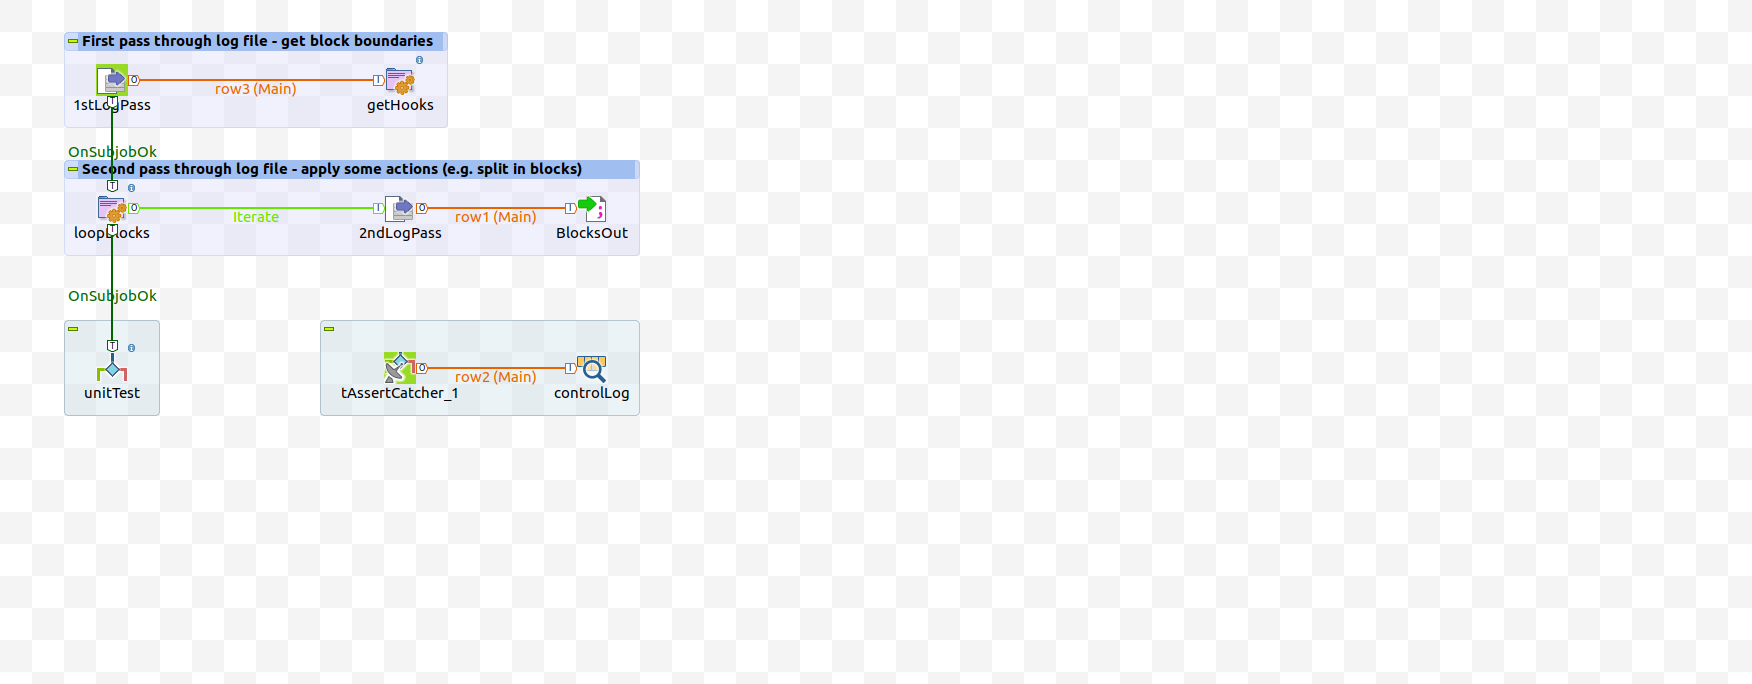 First pass through log file - get block boundaries
row3 (Main)
1stLogPass
getHooks
OnSubjobOk
Second pass through log file - apply some actions (e.g. split in blocks)
Iterate
row1 (Main)
loopBlocks
2ndLogPass
BlocksOut
OnSubjobOk
row2 (Main)
unitTest
tAssertCatcher_1
controlLog